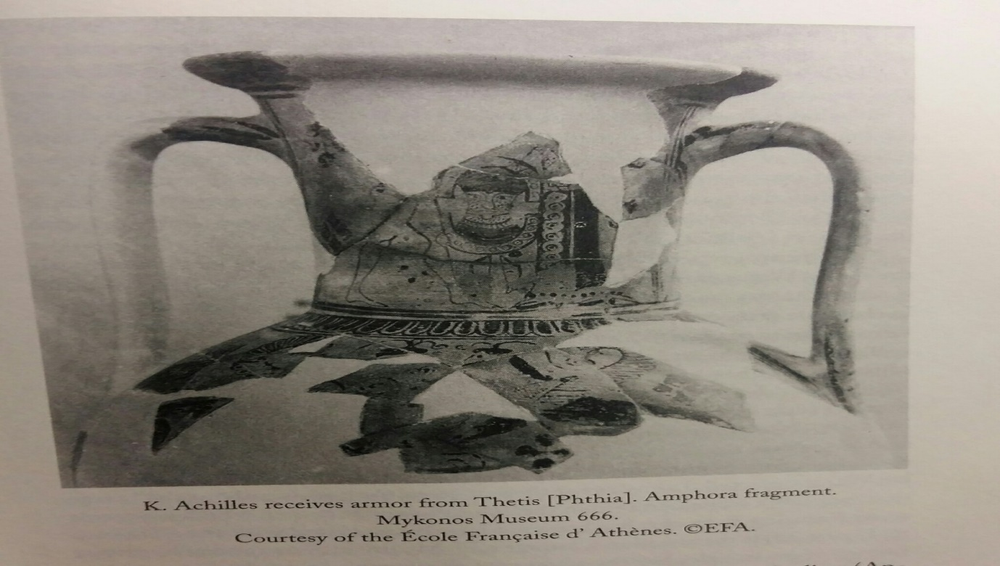 K. Achilles receives armor from Thetis [Phthia]. Amphora fragment.
Mykonos Museum 666.
Courtesy of the École Française d' Athènes. ©EFA.